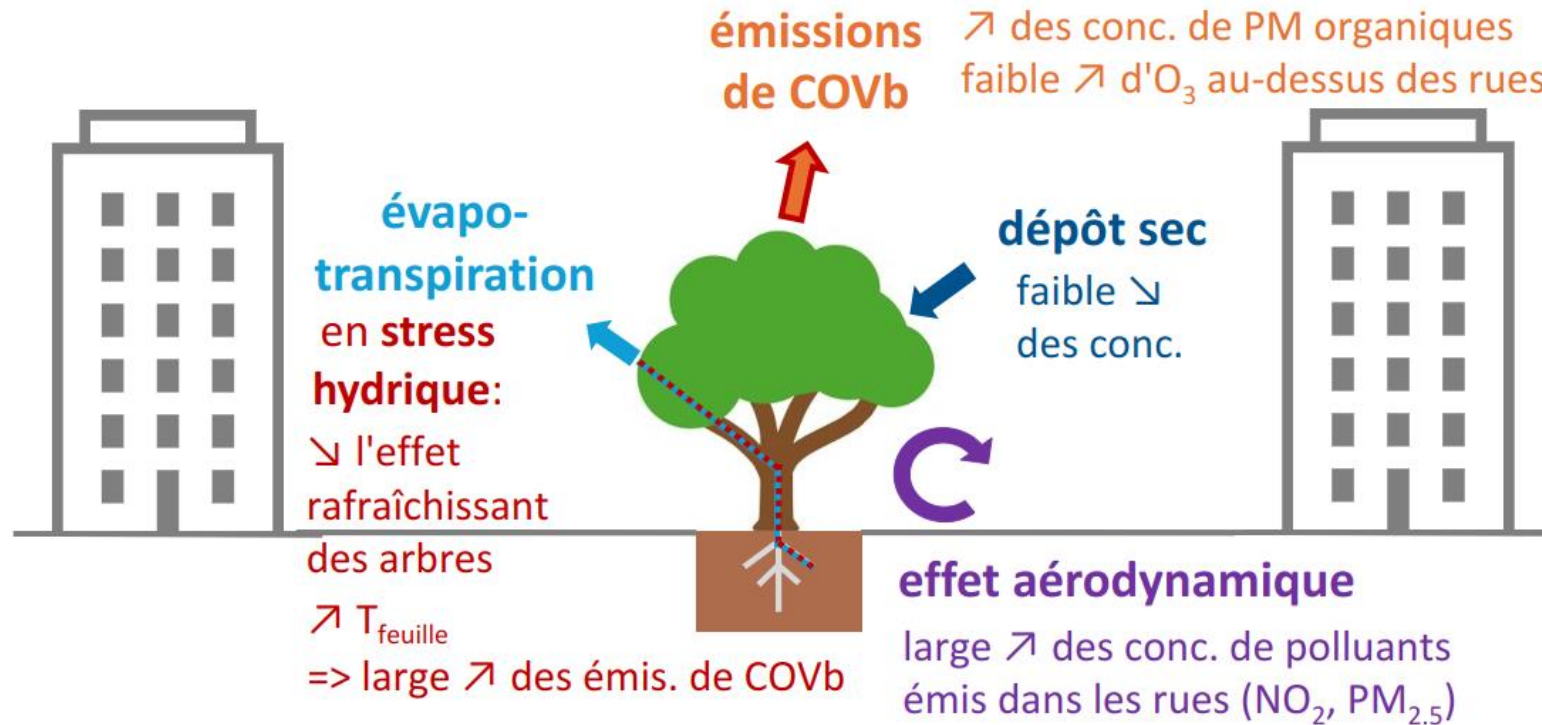 émissions
de COVb
↗ des conc. de PM organiques
faible ↗ d'O₃ au-dessus des rues
évapo-
transpiration
en stress
hydrique:
↘ l'effet
rafraîchissant
des arbres
↗ T_feuille
=> large ↗ des émis. de COVb
dépôt sec
faible ↘
des conc.
effet aérodynamique
large ↗ des conc. de polluants
émis dans les rues (NO₂, PM₂.₅)